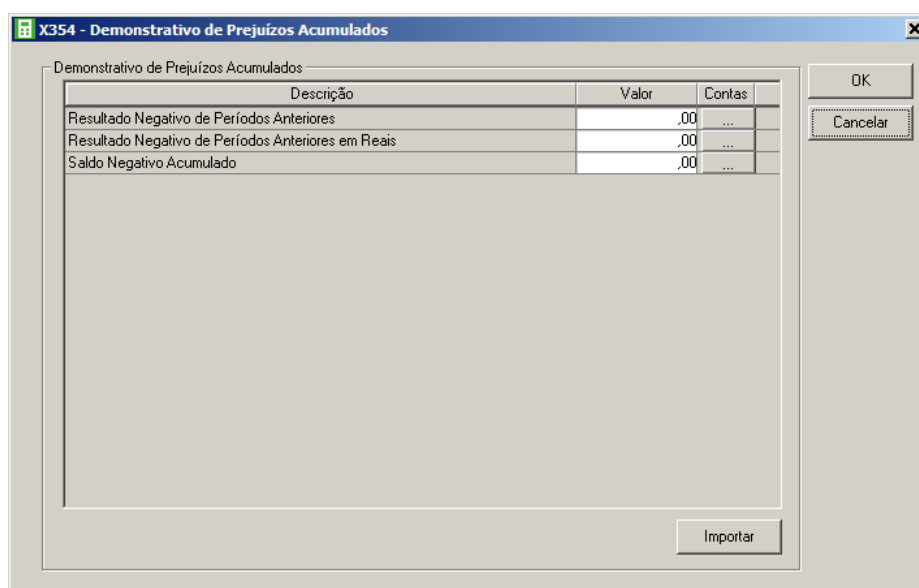 X354 - Demonstrativo de Prejuízos Acumulados
Demonstrativo de Prejuízos Acumulados
Descrição Valor Contas
Resultado Negativo de Períodos Anteriores ,00 ...
Resultado Negativo de Períodos Anteriores em Reais ,00 ...
Saldo Negativo Acumulado ,00 ...
OK
Cancelar
Importar